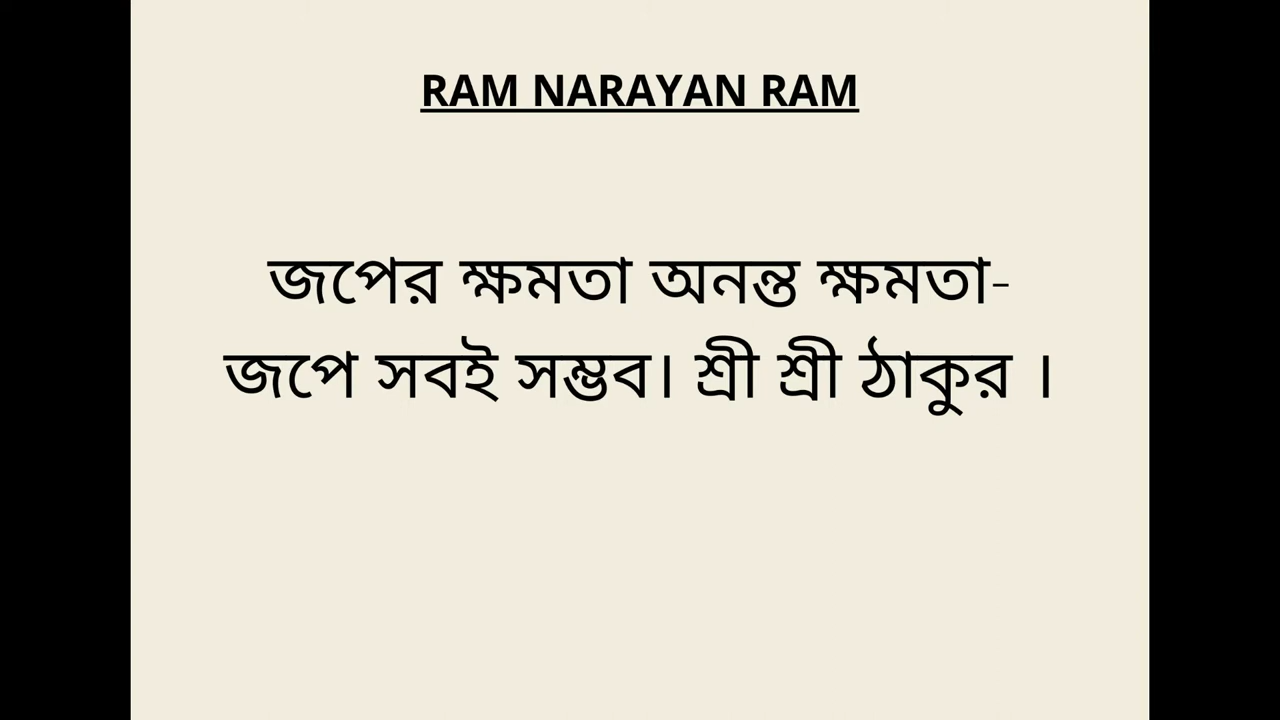 RAM NARAYAN RAM
জপের ক্ষমতা অনন্ত ক্ষমতা-
জপে সবই সম্ভব। শ্রী শ্রী ঠাকুর ।